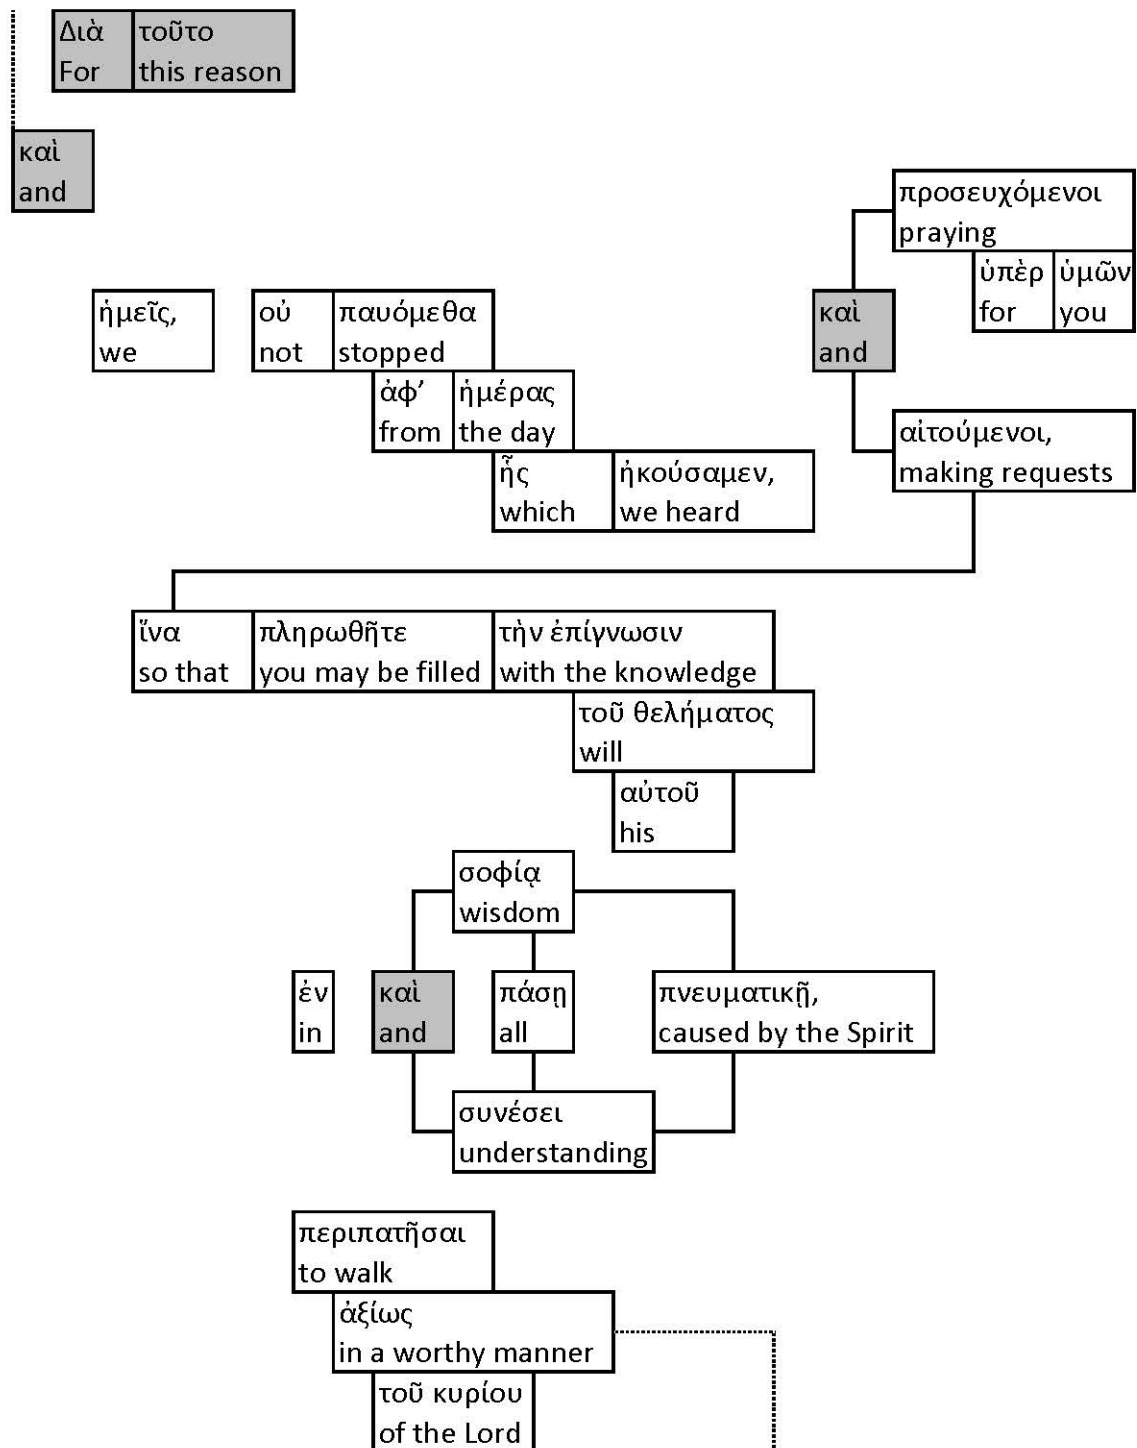 Διὰ τοῦτο
For this reason
καὶ
and
προσευχόμενοι
praying
ὑπὲρ ὑμῶν
for you
ἡμεῖς, οὐ παυόμεθα καὶ
we not stopped and
ἀφ’ ἡμέρας
from the day
αἰτούμενοι,
making requests
ἧς ἠκούσαμεν,
which we heard
ἵνα πληρωθῆτε τὴν ἐπίγνωσιν
so that you may be filled with the knowledge
τοῦ θελήματος
will
αὐτοῦ
his
σοφίᾳ
wisdom
ἐν καὶ πάσῃ πνευματικῇ,
in and all caused by the Spirit
συνέσει
understanding
περιπατῆσαι
to walk
ἀξίως
in a worthy manner
τοῦ κυρίου
of the Lord